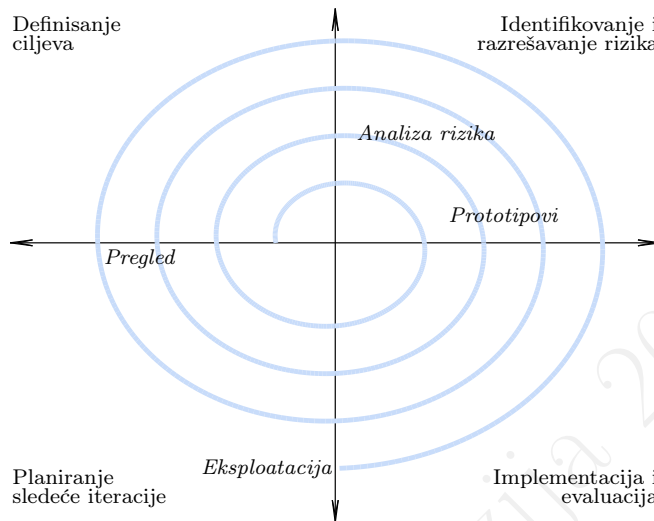 Definisanje
ciljeva
Identifikovanje i
razrešavanje rizika
Analiza rizika
Prototipovi
Pregled
Eksploatacija
Planiranje
sledeće iteracije
Implementacija i
evaluacija